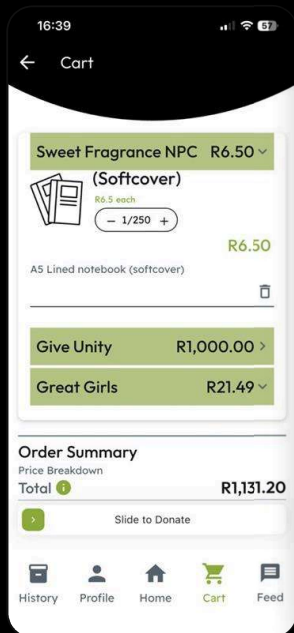 16:39
57
Cart
Sweet Fragrance NPC R6.50
(Softcover)
R6.5 each
− 1/250 +
R6.50
A5 Lined notebook (softcover)
Give Unity R1,000.00
Great Girls R21.49
Order Summary
Price Breakdown
Total R1,131.20
Slide to Donate
History Profile Home Cart Feed